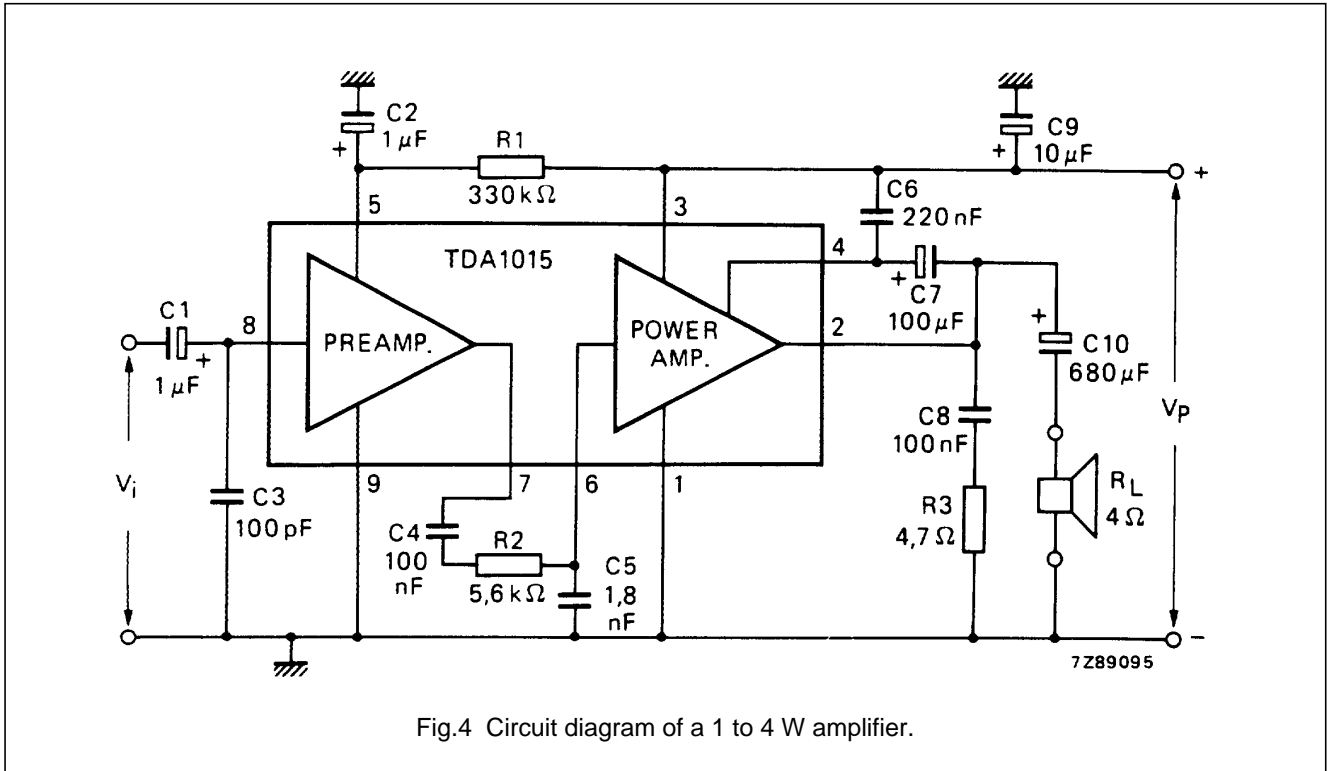 C2
1 μF
+
R1
330 kΩ
C9
10 μF
+
+
5
3
C6
220 nF
TDA1015
4
+
C7
100 μF
C1
8
+
1 μF
PREAMP.
POWER
AMP.
2
+
C10
680 μF
Vp
C8
100 nF
Vi
9
7
6
1
C3
100 pF
C4
100
nF
R2
5,6 kΩ
C5
1,8
nF
R3
4,7 Ω
RL
4 Ω
−
7Z89095
Fig.4 Circuit diagram of a 1 to 4 W amplifier.